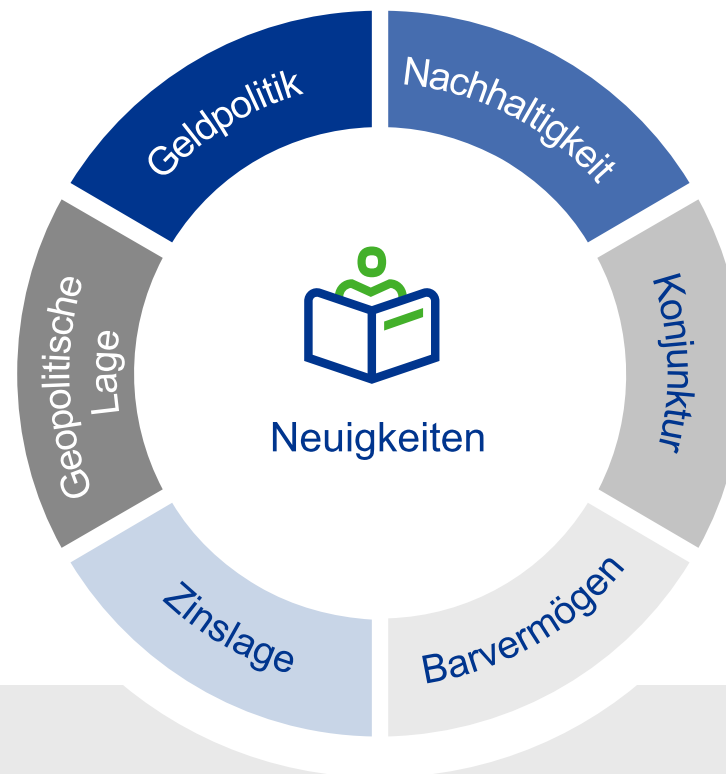 Geldpolitik
Nachhaltigkeit
Konjunktur
Barvermögen
Zinslage
Geopolitische
Lage
Neuigkeiten